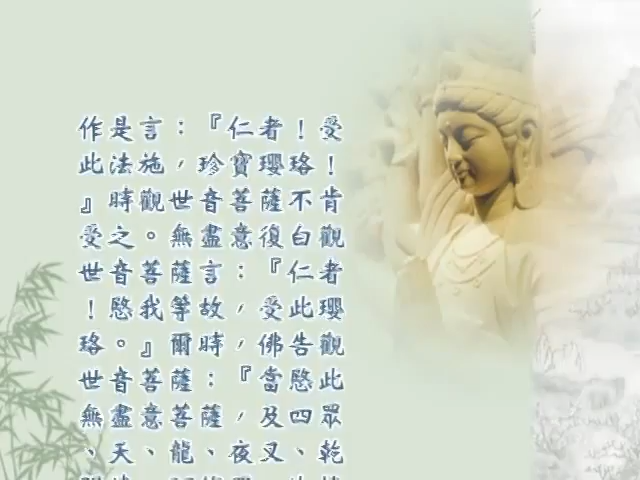 作是言：『仁者！受
此法施，珍寶瓔珞！
』時觀世音菩薩不肯
受之。無盡意復白觀
世音菩薩言：『仁者
！愍我等故，受此瓔
珞。』爾時，佛告觀
世音菩薩：『當愍此
無盡意菩薩，及四眾
、天、龍、夜叉、乾